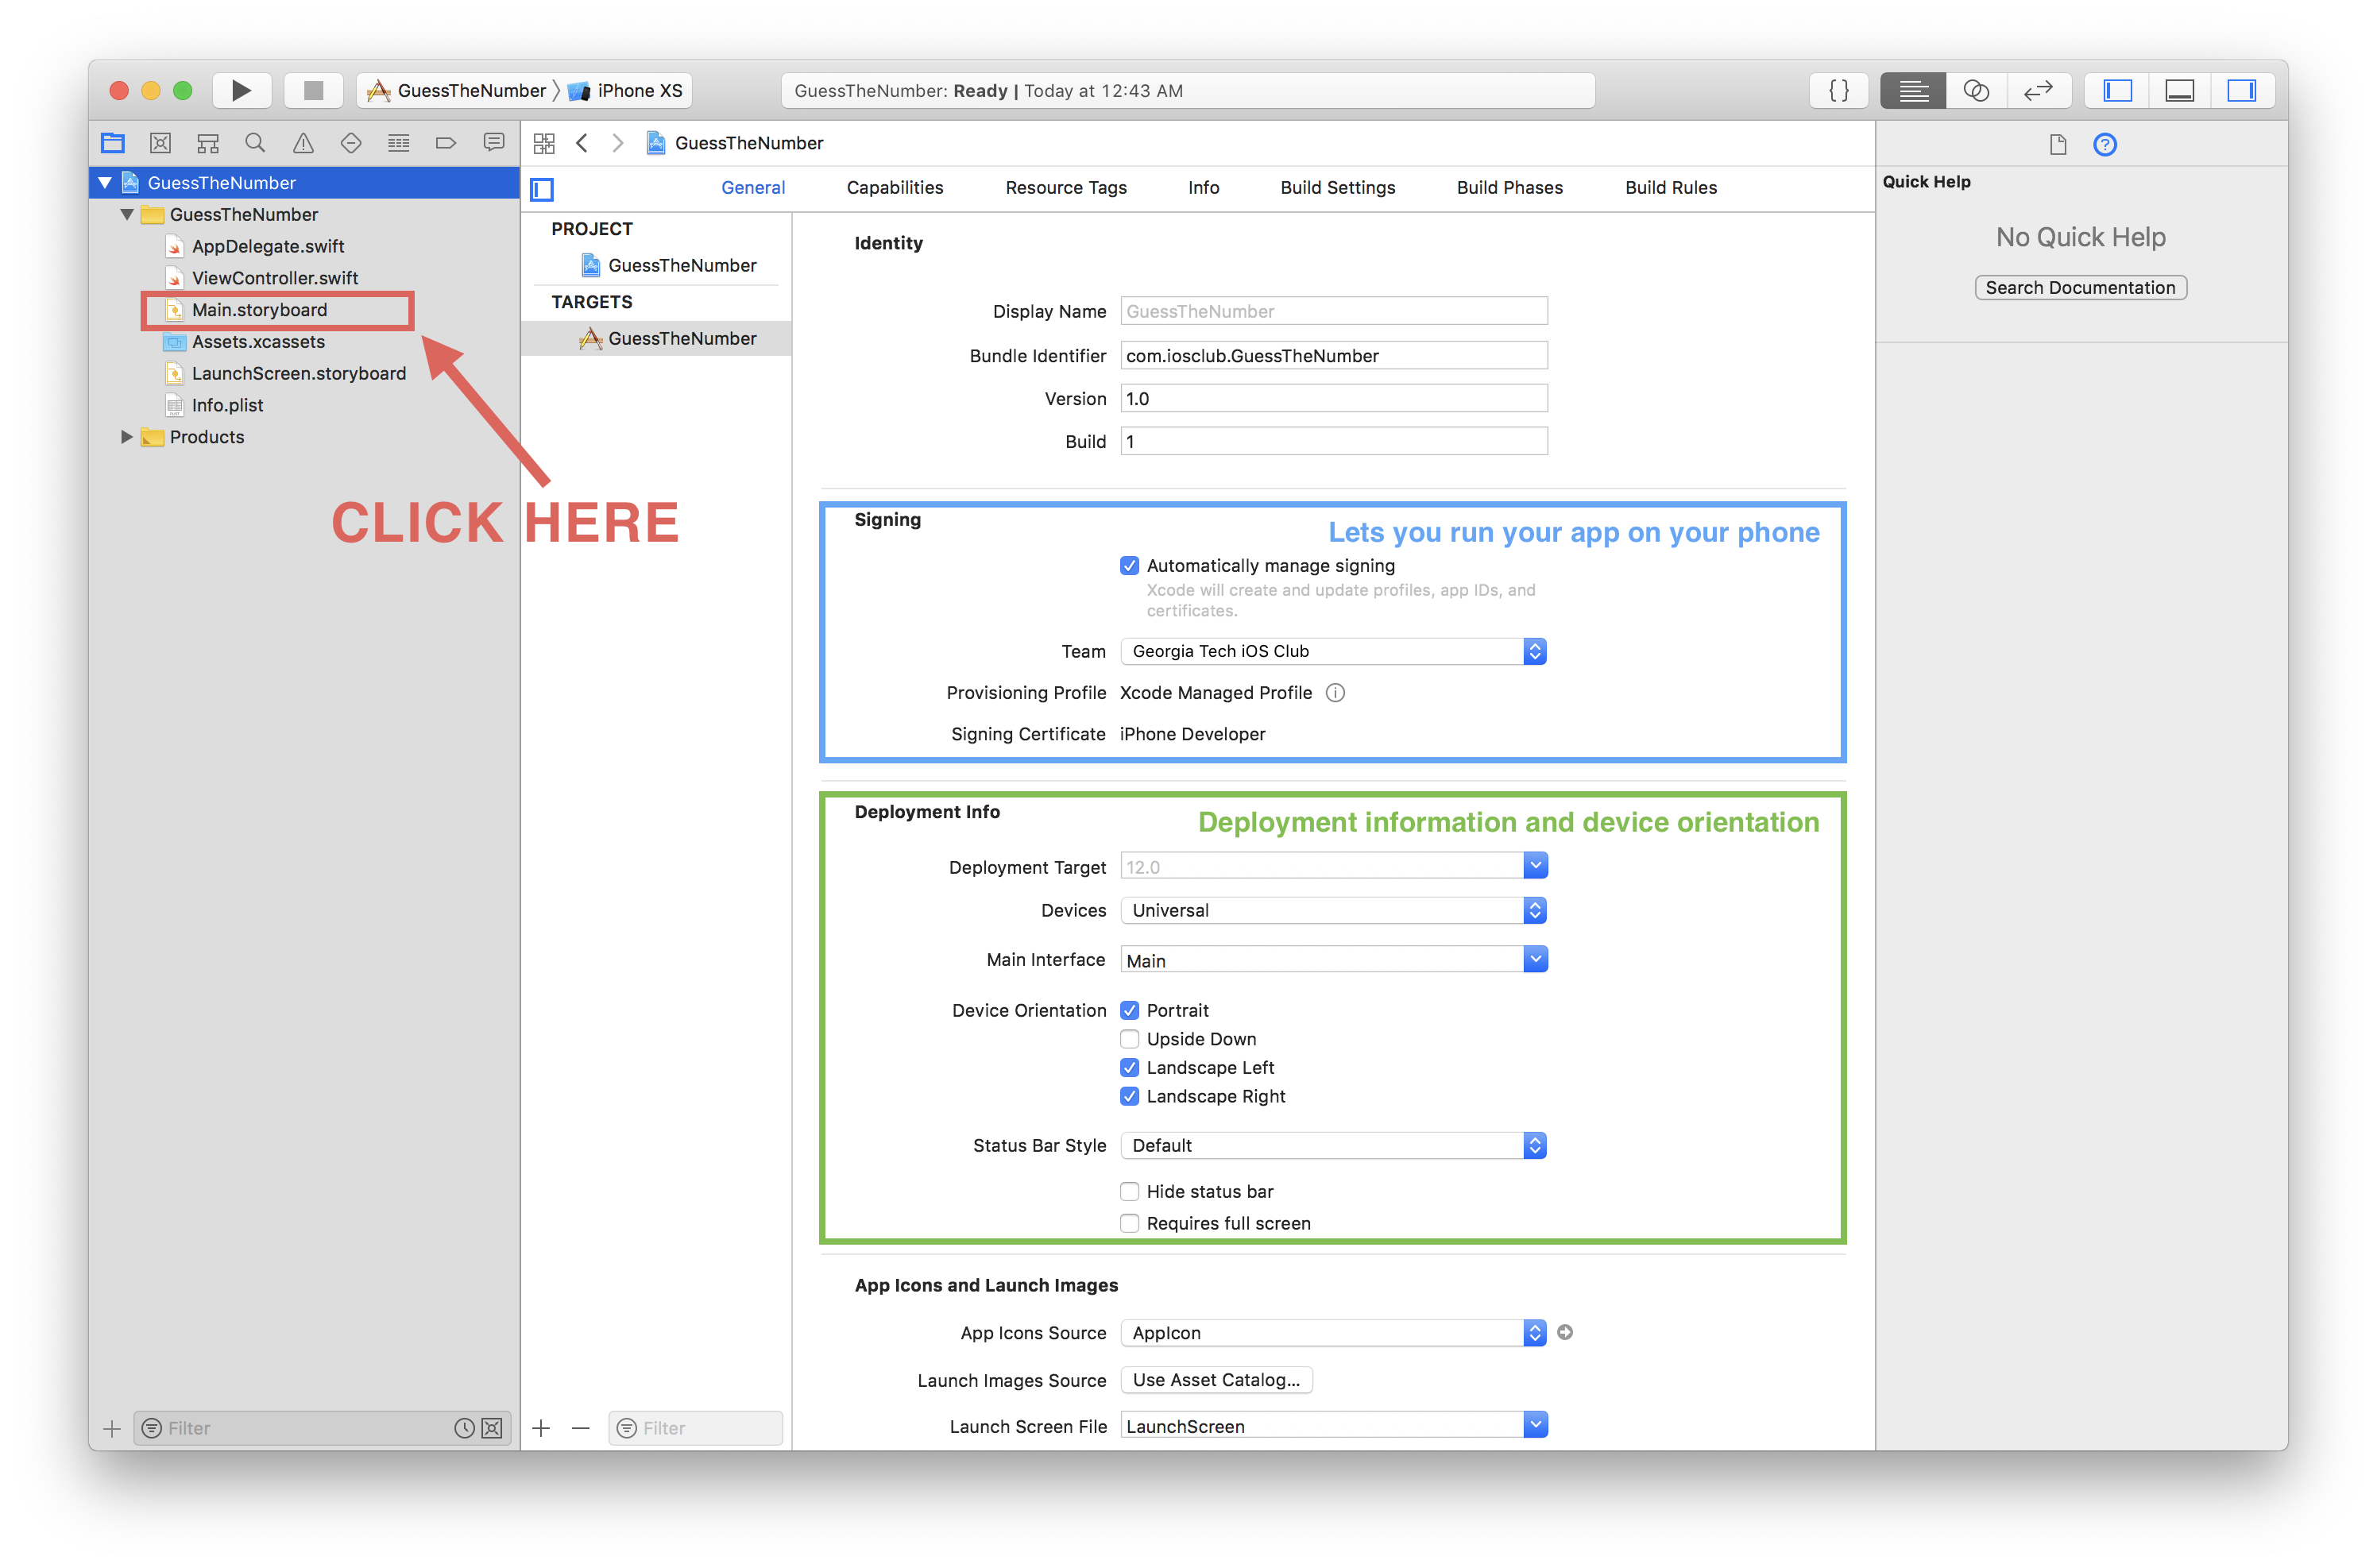 GuessTheNumber iPhone XS
GuessTheNumber: Ready | Today at 12:43 AM
{ }
GuessTheNumber
GuessTheNumber
AppDelegate.swift
ViewController.swift
Main.storyboard
Assets.xcassets
LaunchScreen.storyboard
Info.plist
Products
CLICK HERE
Filter
GuessTheNumber
General Capabilities Resource Tags Info Build Settings Build Phases Build Rules
PROJECT
GuessTheNumber
TARGETS
GuessTheNumber
Filter
Identity
Display Name GuessTheNumber
Bundle Identifier com.iosclub.GuessTheNumber
Version 1.0
Build 1
Signing
Lets you run your app on your phone
Automatically manage signing
Xcode will create and update profiles, app IDs, and
certificates.
Team Georgia Tech iOS Club
Provisioning Profile Xcode Managed Profile
Signing Certificate iPhone Developer
Deployment Info
Deployment information and device orientation
Deployment Target 12.0
Devices Universal
Main Interface Main
Device Orientation Portrait
Upside Down
Landscape Left
Landscape Right
Status Bar Style Default
Hide status bar
Requires full screen
App Icons and Launch Images
App Icons Source AppIcon
Launch Images Source Use Asset Catalog...
Launch Screen File LaunchScreen
Quick Help
No Quick Help
Search Documentation